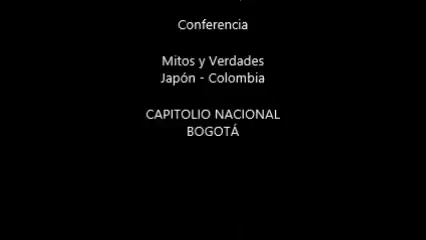 Conferencia
Mitos y Verdades
Japón - Colombia
CAPITOLIO NACIONAL
BOGOTÁ